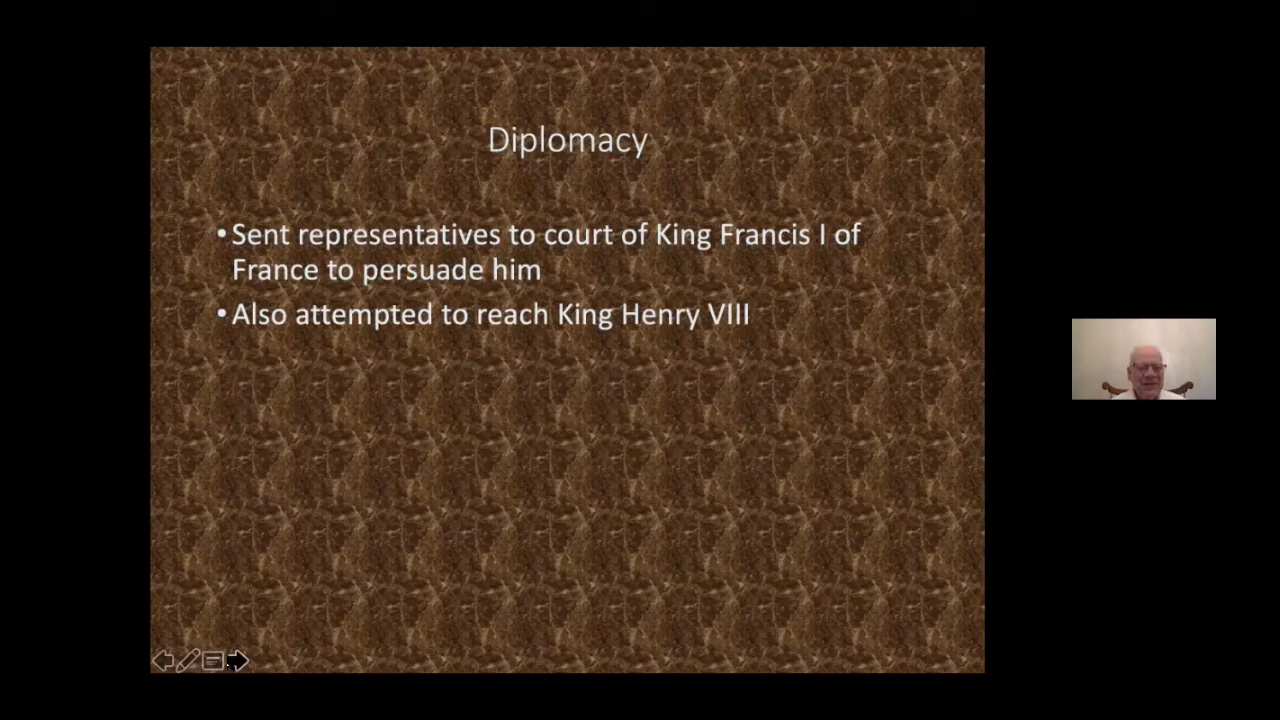 Diplomacy
• Sent representatives to court of King Francis I of
France to persuade him
• Also attempted to reach King Henry VIII